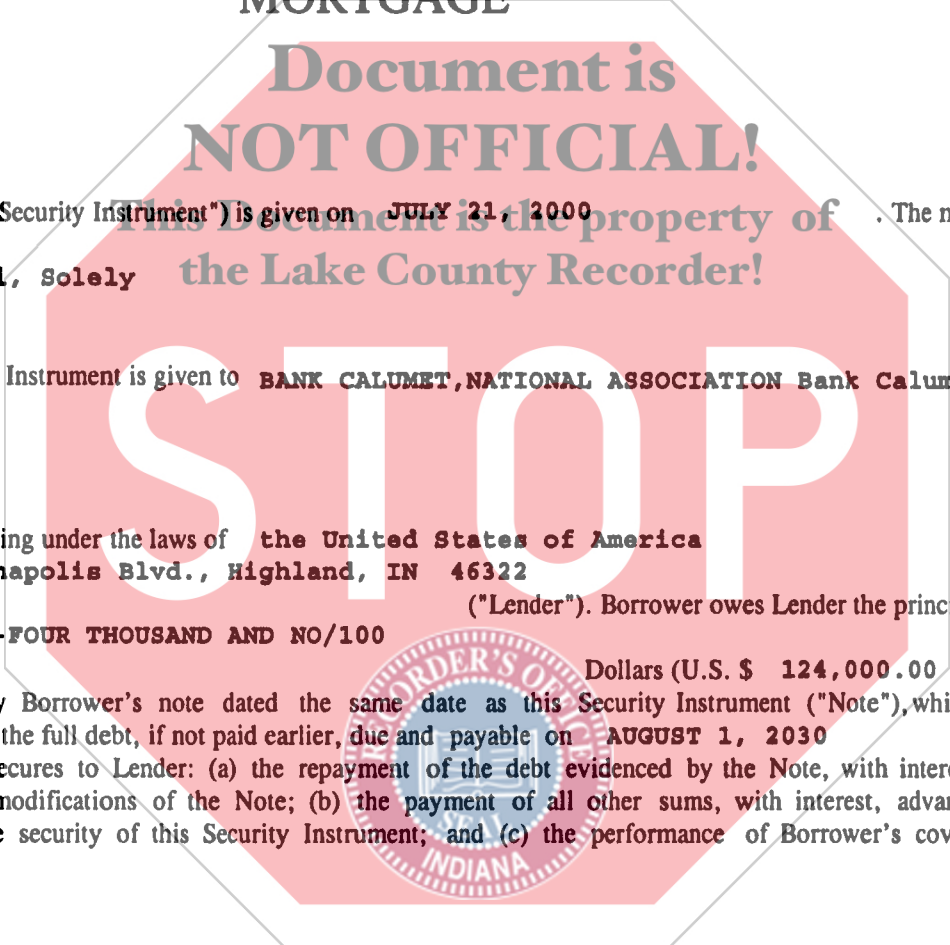 MORTGAGE
Document is
NOT OFFICIAL!
Security Instrument") is given on JULY 21, 2000 . The
This Document is the property of
, Solely
the Lake County Recorder!
Instrument is given to BANK CALUMET,NATIONAL ASSOCIATION Bank Calum
STOP
ing under the laws of the United States of America
napolis Blvd., Highland, IN 46322
("Lender"). Borrower owes Lender the princ
-FOUR THOUSAND AND NO/100
Dollars (U.S. $ 124,000.00
y Borrower's note dated the same date as this Security Instrument ("Note"),whi
the full debt, if not paid earlier, due and payable on AUGUST 1, 2030
ecures to Lender: (a) the repayment of the debt evidenced by the Note, with inter
modifications of the Note; (b) the payment of all other sums, with interest, advan
e security of this Security Instrument; and (c) the performance of Borrower's cov
RECORDER'S OFFICE
SEAL
INDIANA